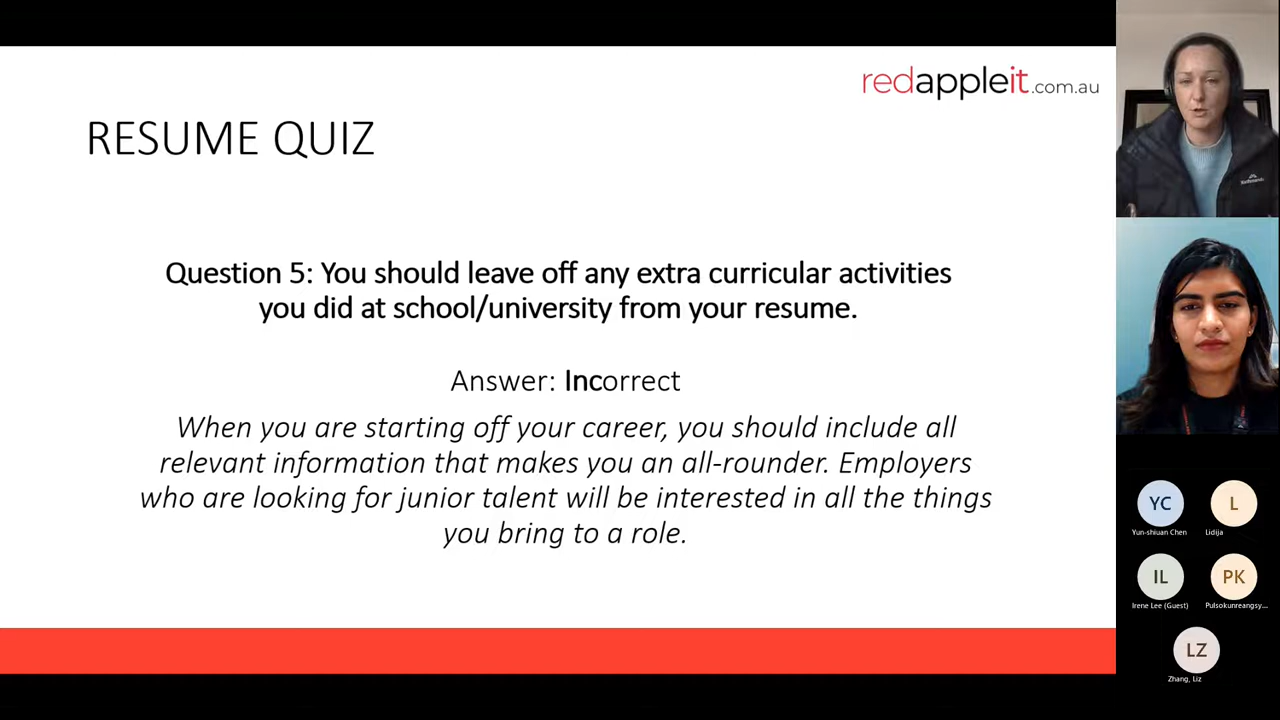 redappleit.com.au
RESUME QUIZ
Question 5: You should leave off any extra curricular activities
you did at school/university from your resume.
Answer: Incorrect
When you are starting off your career, you should include all
relevant information that makes you an all-rounder. Employers
who are looking for junior talent will be interested in all the things
you bring to a role.
YC
L
Yun-shiuan Chen
Lidija
IL
PK
Irene Lee (Guest)
Pulsokunreangsy...
LZ
Zhang, Liz